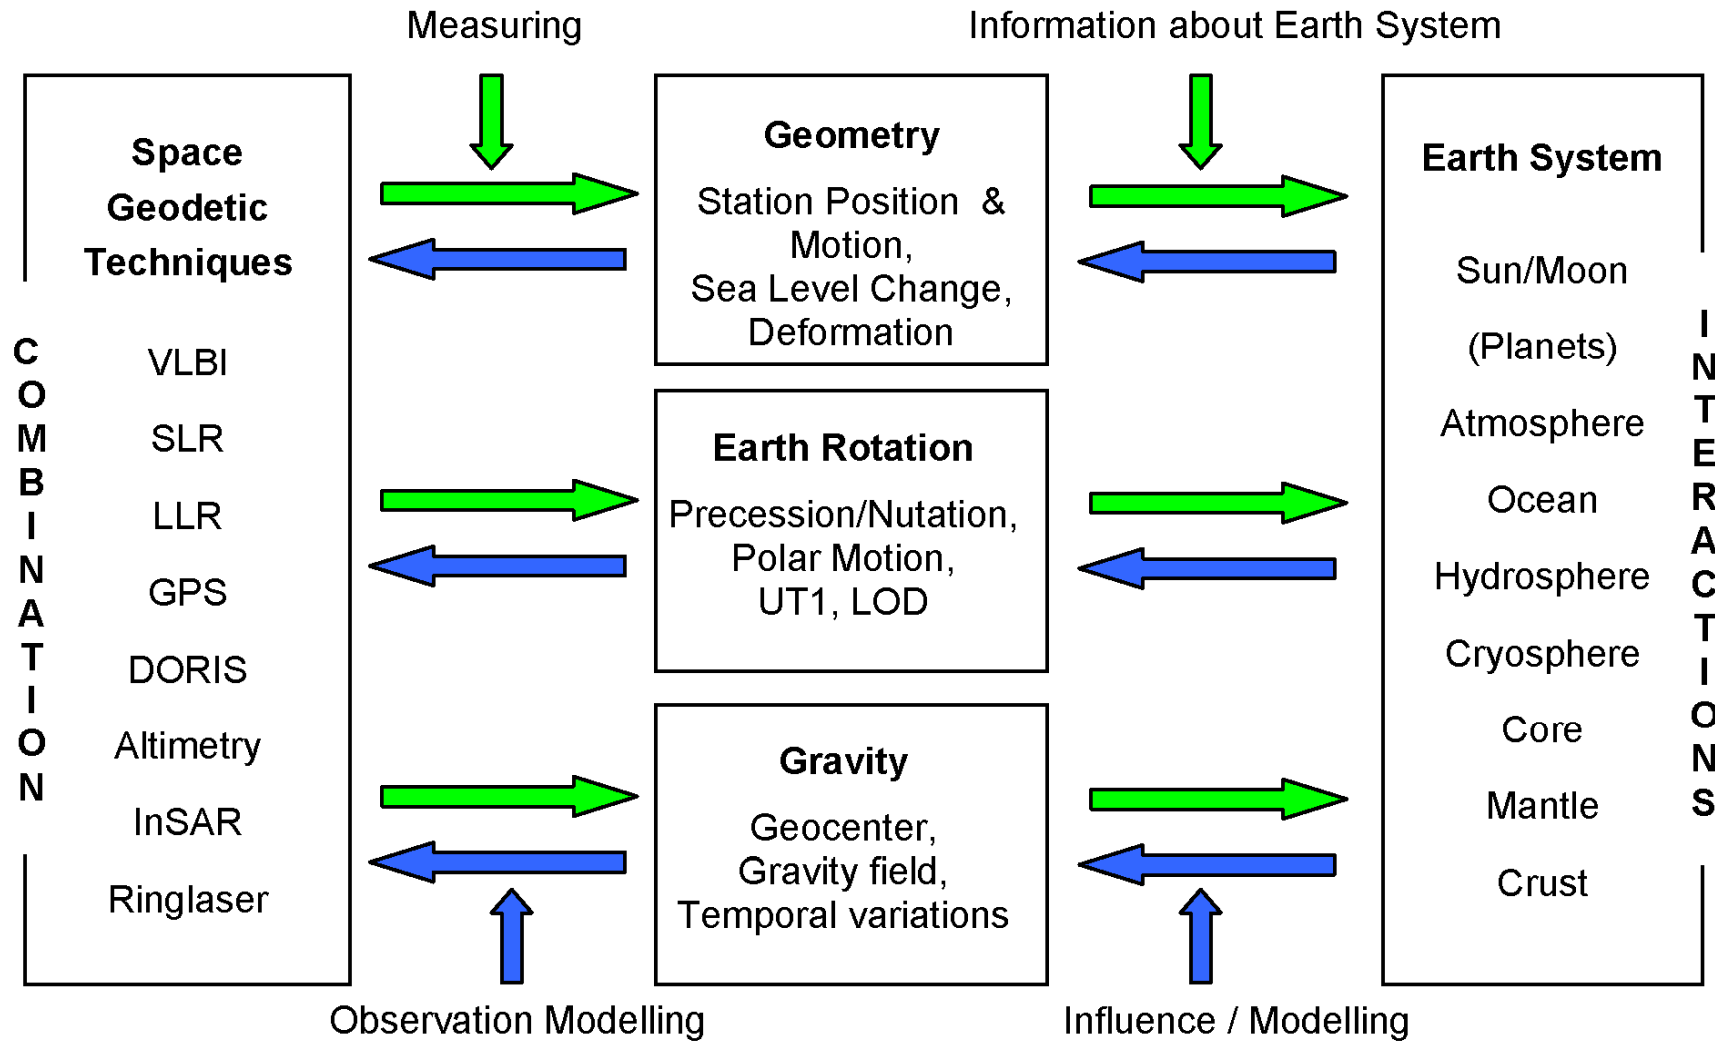 Measuring
Information about Earth System
Space
Geodetic
Techniques
VLBI
SLR
LLR
GPS
DORIS
Altimetry
InSAR
Ringlaser
COMBINATION
Geometry
Station Position &
Motion,
Sea Level Change,
Deformation
Earth Rotation
Precession/Nutation,
Polar Motion,
UT1, LOD
Gravity
Geocenter,
Gravity field,
Temporal variations
Earth System
Sun/Moon
(Planets)
Atmosphere
Ocean
Hydrosphere
Cryosphere
Core
Mantle
Crust
INTERACTIONS
Observation Modelling
Influence / Modelling